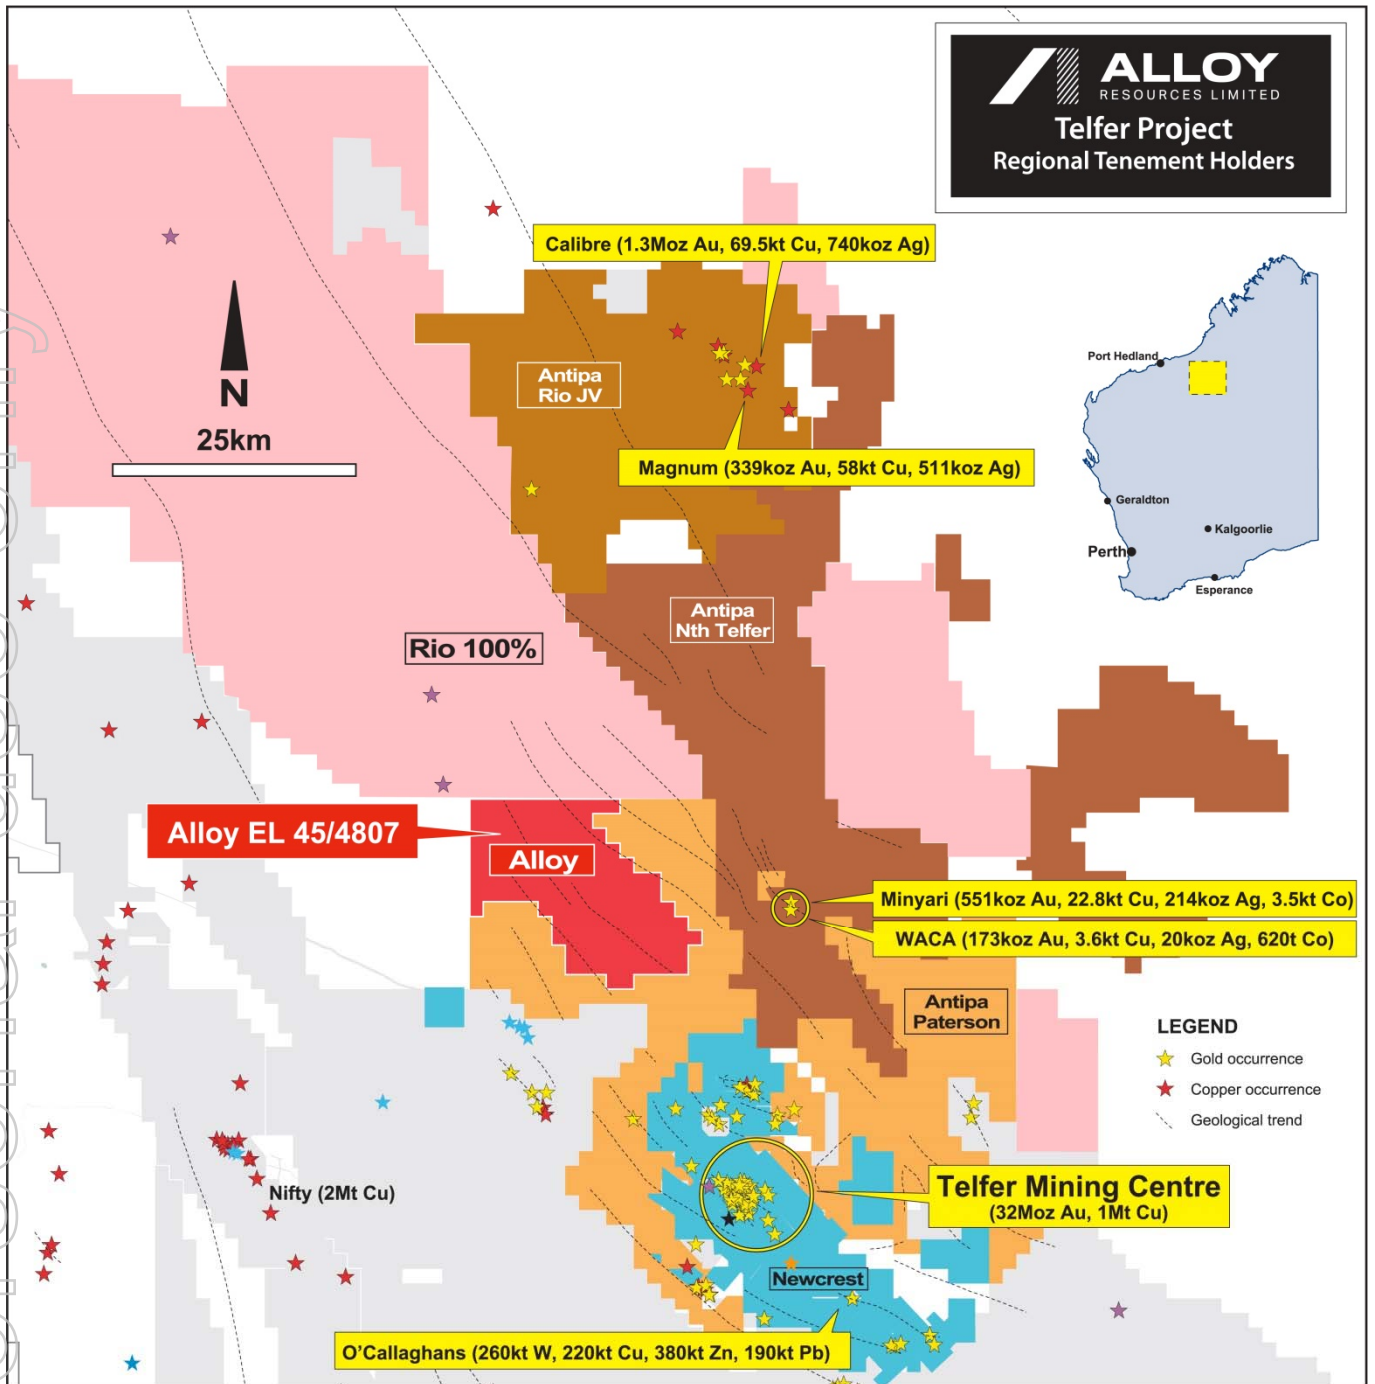 ALLOY
RESOURCES LIMITED
Telfer Project
Regional Tenement Holders
Calibre (1.3Moz Au, 69.5kt Cu, 740koz Ag)
N
25km
Antipa
Rio JV
Magnum (339koz Au, 58kt Cu, 511koz Ag)
Port Hedland
Geraldton
Kalgoorlie
Perth
Esperance
Antipa
Nth Telfer
Rio 100%
Alloy EL 45/4807
Alloy
Minyari (551koz Au, 22.8kt Cu, 214koz Ag, 3.5kt Co)
WACA (173koz Au, 3.6kt Cu, 20koz Ag, 620t Co)
Antipa
Paterson
LEGEND
Gold occurrence
Copper occurrence
Geological trend
Nifty (2Mt Cu)
Telfer Mining Centre
(32Moz Au, 1Mt Cu)
Newcrest
O'Callaghans (260kt W, 220kt Cu, 380kt Zn, 190kt Pb)